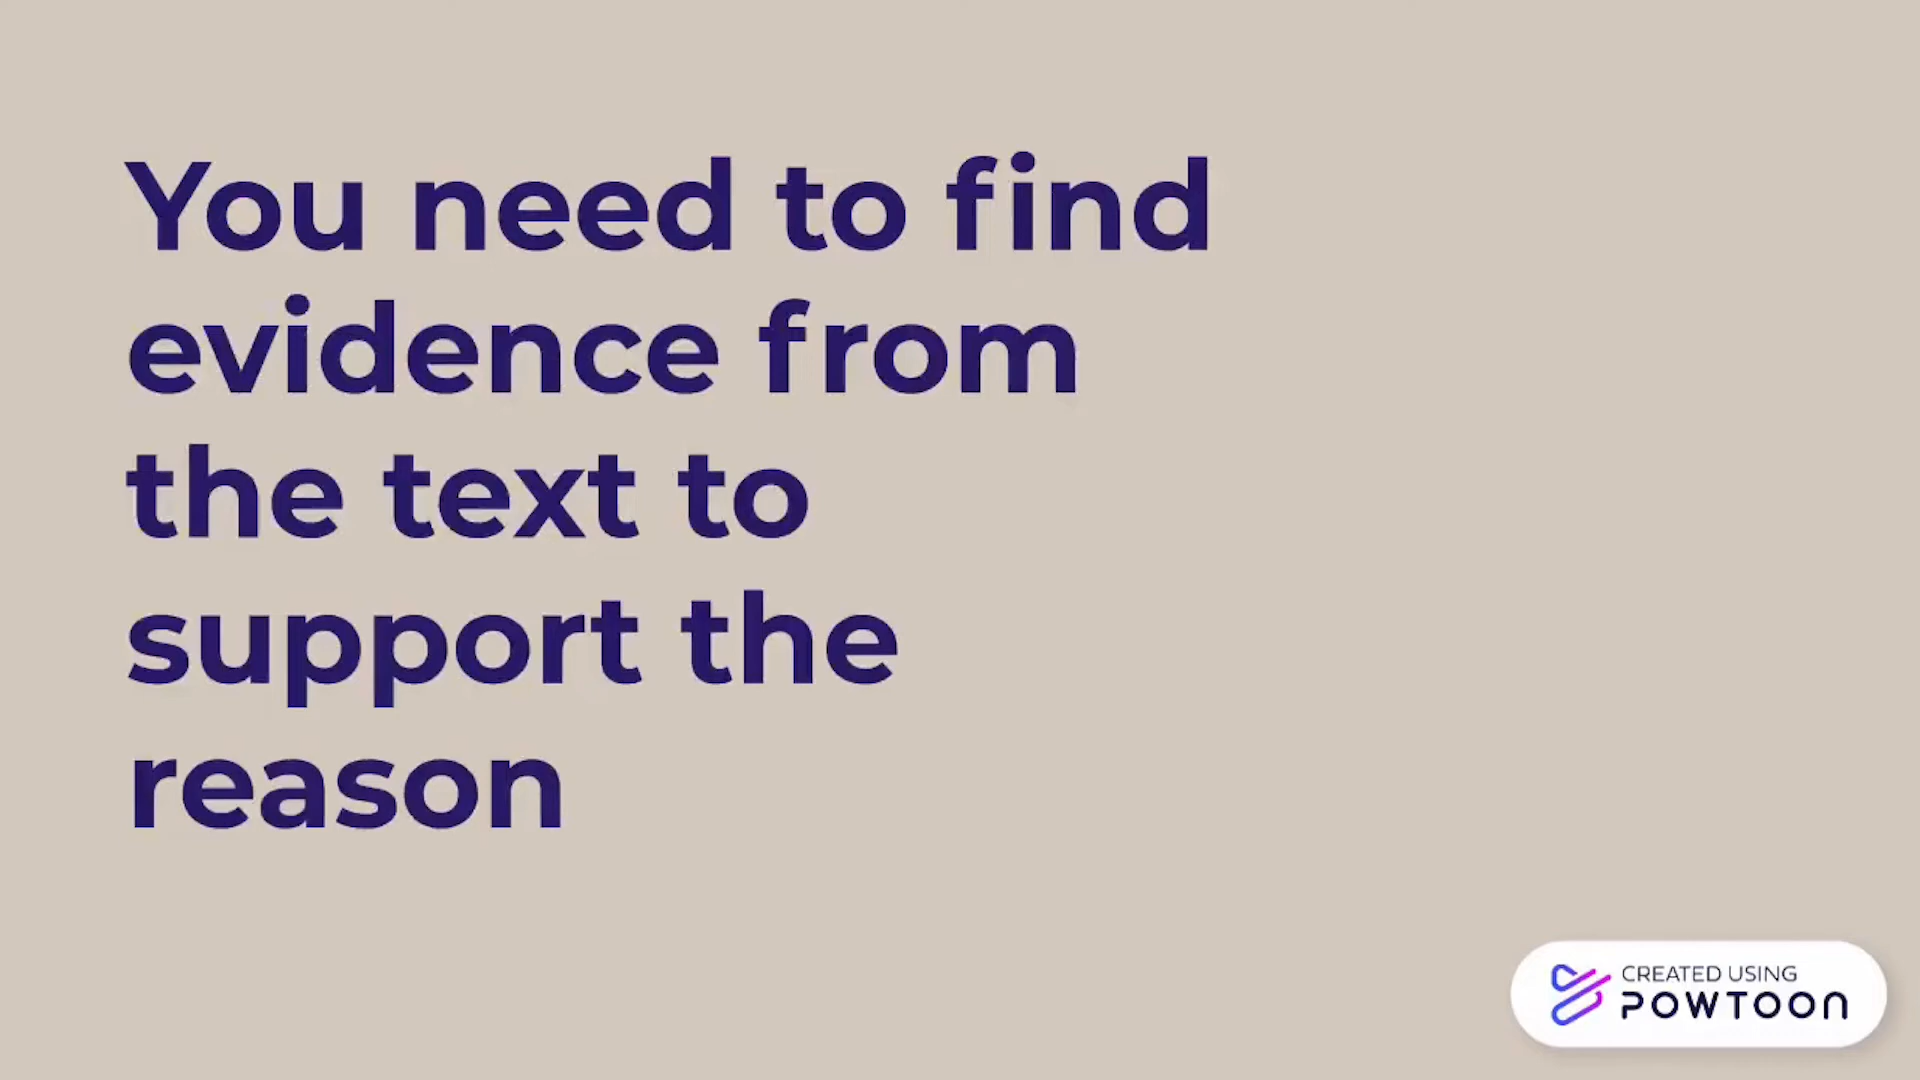 You need to find
evidence from
the text to
support the
reason
CREATED USING
POWTOON